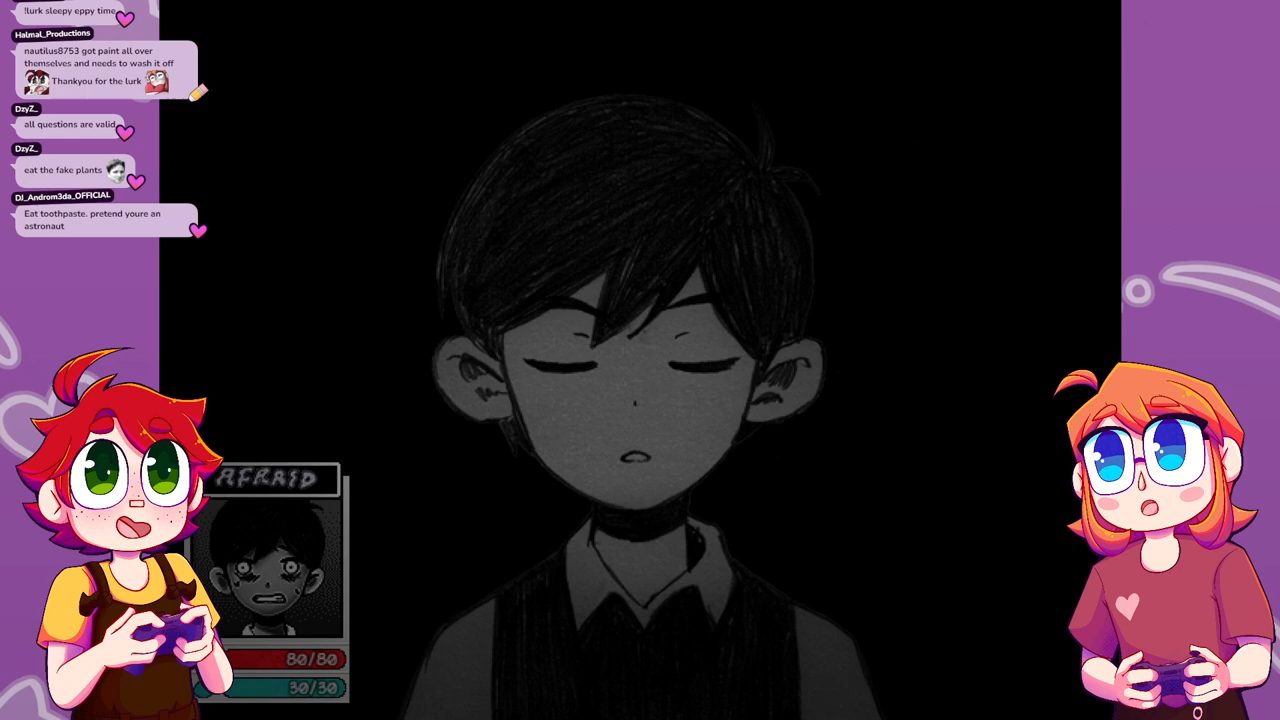 !lurk sleepy eppy time
Halmal_Productions
nautilus8753 got paint all over
themselves and needs to wash it off
Thankyou for the lurk
DzyZ_
all questions are valid
DzyZ_
eat the fake plants
DJ_Androm3da_OFFICIAL
Eat toothpaste. pretend youre an
astronaut
AFRAID
80/80
30/30